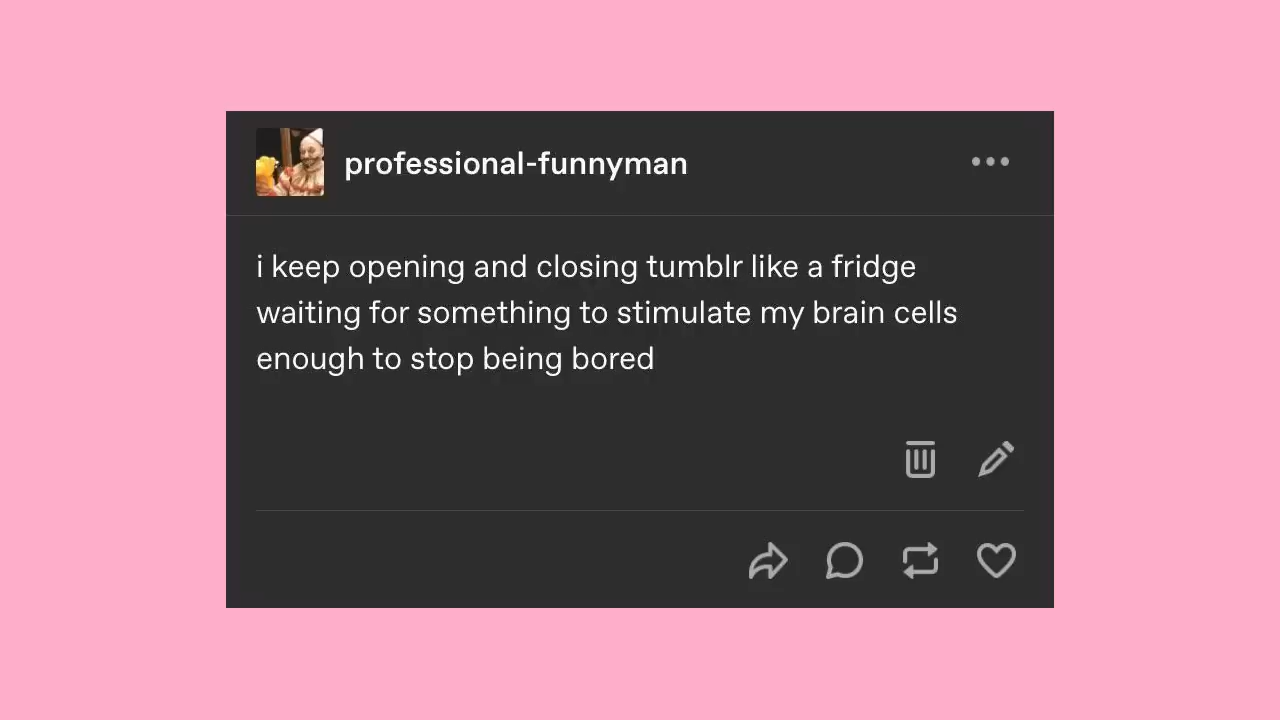 professional-funnyman
i keep opening and closing tumblr like a fridge
waiting for something to stimulate my brain cells
enough to stop being bored